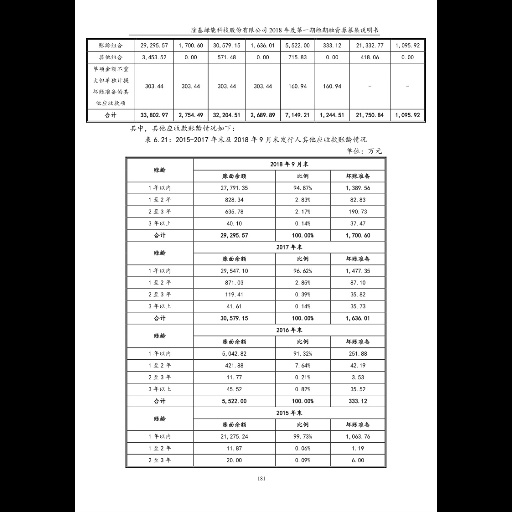 募集绿能科技股份有限公司 2018 年度第一期短期融资券募集说明书
账龄组合 29,295.57 1,700.60 30,579.15 1,636.01 5,522.00 333.12 21,332.77 1,095.92
其他组合 3,453.57 0.00 571.48 0.00 715.83 0.00 418.06 0.00
单项金额不重
大但单独计提
坏账准备的其
他应收款项
303.44 303.44 303.44 303.44 160.94 160.94 - -
合计 33,802.97 2,754.49 32,204.51 2,689.89 7,149.21 1,244.51 21,750.84 1,095.92
其中，其他应收款账龄情况如下：
表 6.21：2015-2017 年末及 2018 年 9 月末发行人其他应收款账龄情况
单位：万元
账龄 2018 年 9 月末
账面余额 比例 坏账准备
1 年以内 27,791.35 94.87% 1,389.56
1 至 2 年 828.34 2.83% 82.83
2 至 3 年 635.78 2.17% 190.73
3 年以上 40.10 0.14% 37.47
合计 29,295.57 100.00% 1,700.60
账龄 2017 年末
账面余额 比例 坏账准备
1 年以内 29,547.10 96.62% 1,477.35
1 至 2 年 871.03 2.85% 87.10
2 至 3 年 119.41 0.39% 35.82
3 年以上 41.61 0.14% 35.73
合计 30,579.15 100.00% 1,636.01
账龄 2016 年末
账面余额 比例 坏账准备
1 年以内 5,042.82 91.32% 251.88
1 至 2 年 421.88 7.64% 42.19
2 至 3 年 11.77 0.21% 3.53
3 年以上 45.52 0.82% 35.52
合计 5,522.00 100.00% 333.12
账龄 2015 年末
账面余额 比例 坏账准备
1 年以内 21,275.24 99.73% 1,063.76
1 至 2 年 11.87 0.06% 1.19
2 至 3 年 20.00 0.09% 6.00
131